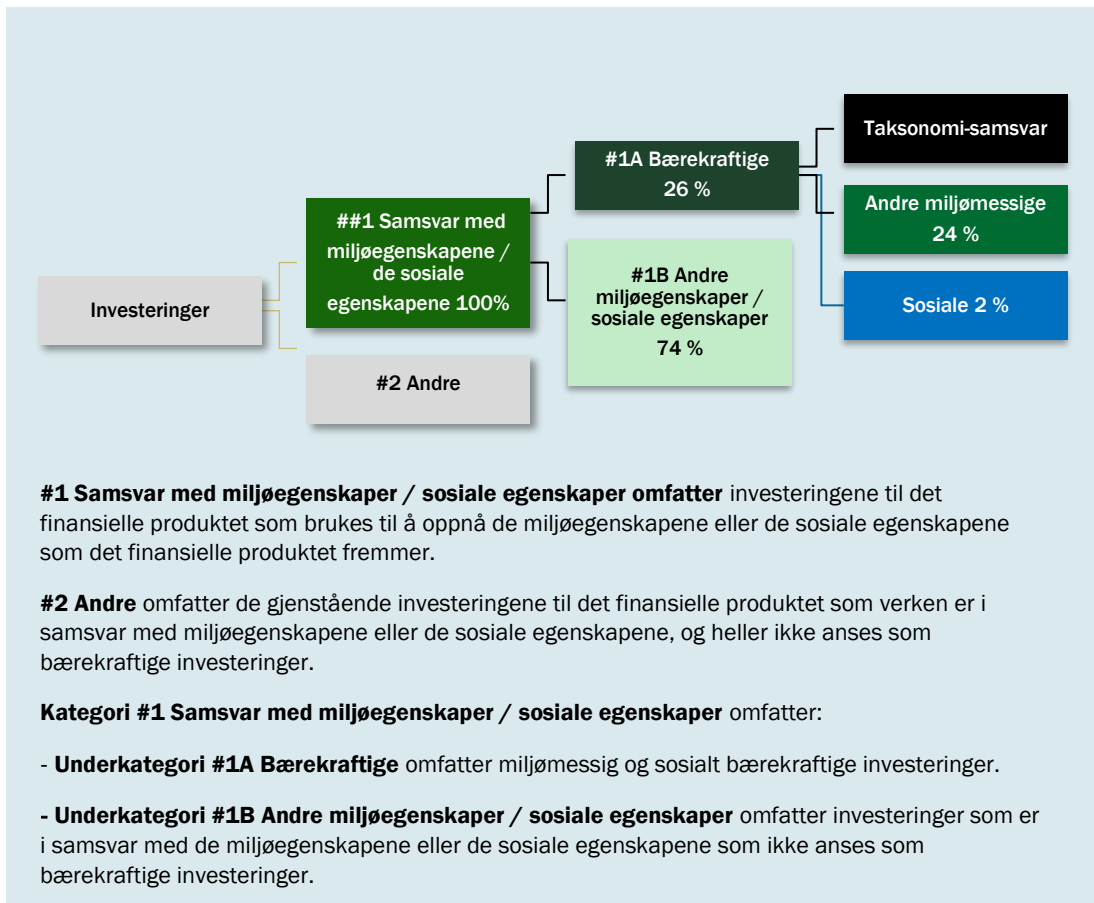 Investeringer
##1 Samsvar med
miljøegenskapene /
de sosiale
egenskapene 100%
#2 Andre
#1A Bærekraftige
26 %
#1B Andre
miljøegenskaper /
sosiale egenskaper
74 %
Taksonomi-samsvar
Andre miljømessige
24 %
Sosiale 2 %
#1 Samsvar med miljøegenskaper / sosiale egenskaper omfatter investeringene til det
finansielle produktet som brukes til å oppnå de miljøegenskapene eller de sosiale egenskapene
som det finansielle produktet fremmer.
#2 Andre omfatter de gjenstående investeringene til det finansielle produktet som verken er i
samsvar med miljøegenskapene eller de sosiale egenskapene, og heller ikke anses som
bærekraftige investeringer.
Kategori #1 Samsvar med miljøegenskaper / sosiale egenskaper omfatter:
- Underkategori #1A Bærekraftige omfatter miljømessig og sosialt bærekraftige investeringer.
- Underkategori #1B Andre miljøegenskaper / sosiale egenskaper omfatter investeringer som er
i samsvar med de miljøegenskapene eller de sosiale egenskapene som ikke anses som
bærekraftige investeringer.